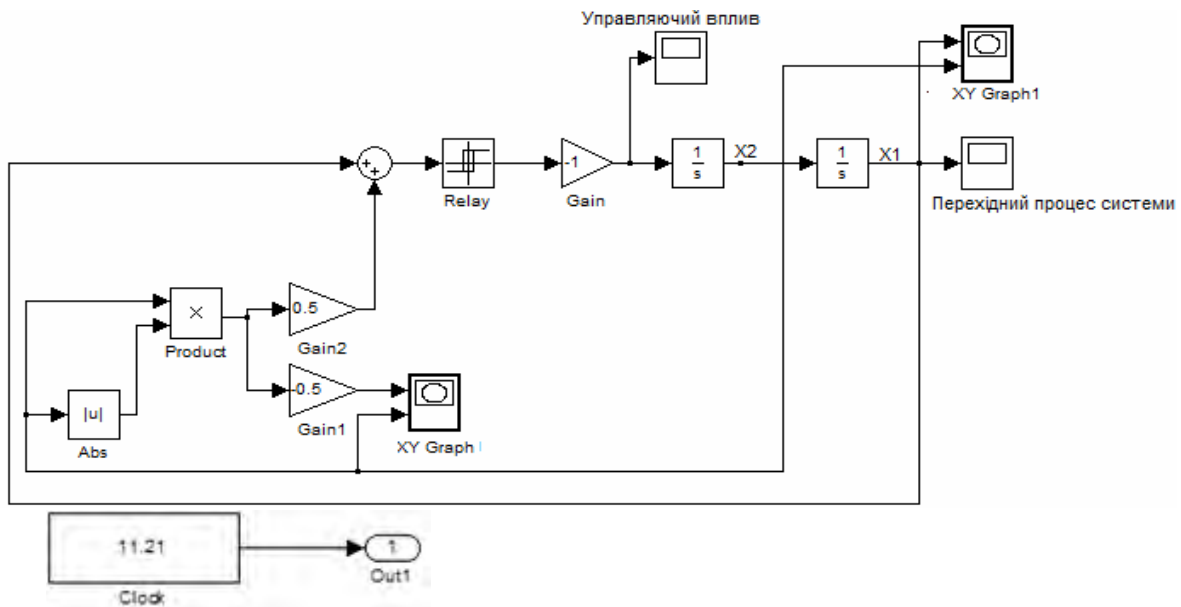 Управляючий вплив
XY Graph1
X2
X1
1
s
1
s
-1
Relay
Gain
Перехідний процес системи
0.5
Product
Gain2
-0.5
|u|
Gain1
Abs
XY Graph
11.21
1
Out1
Clock